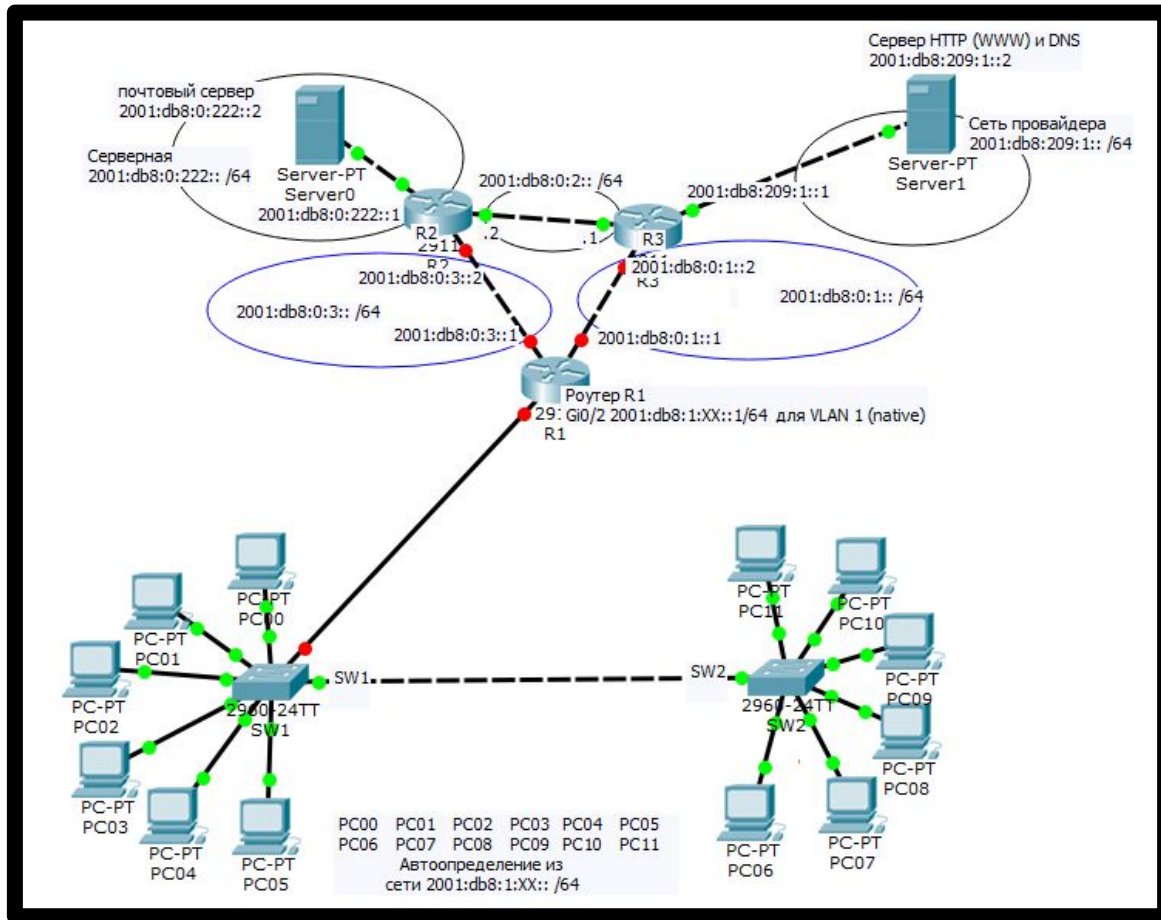 Сервер HTTP (WWW) и DNS
2001:db8:209:1::2
почтовый сервер
2001:db8:0:222::2
Серверная
2001:db8:0:222:: /64
Server-PT
Server0
2001:db8:0:222::1
2001:db8:0:2:: /64
Сеть провайдера
2001:db8:209:1:: /64
Server-PT
Server1
2001:db8:209:1::1
R2
2911
R2
.2
.1
R3
R3
2001:db8:0:1::2
2001:db8:0:3::2
2001:db8:0:3:: /64
2001:db8:0:1:: /64
2001:db8:0:3::1
2001:db8:0:1::1
Роутер R1
Gi0/2 2001:db8:1:XX::1/64 для VLAN 1 (native)
R1
PC-PT
PC00
PC-PT
PC01
PC-PT
PC02
PC-PT
PC03
PC-PT
PC04
PC-PT
PC05
2960-24TT
SW1
SW1
SW2
2960-24TT
SW2
PC-PT
PC11
PC-PT
PC10
PC-PT
PC09
PC-PT
PC08
PC-PT
PC07
PC-PT
PC06
PC00 PC01 PC02 PC03 PC04 PC05
PC06 PC07 PC08 PC09 PC10 PC11
Автоопределение из
сети 2001:db8:1:XX:: /64